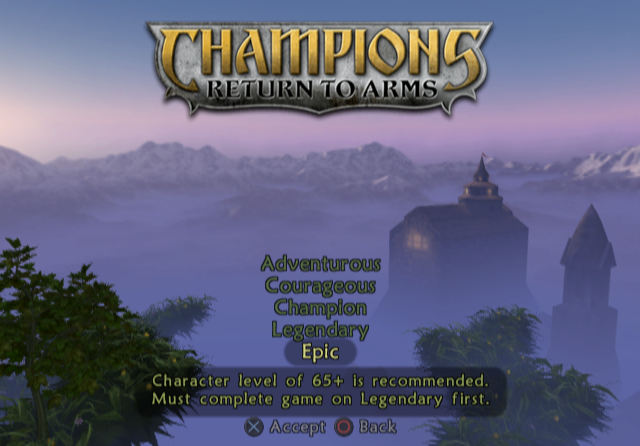 CHAMPIONS
RETURN TO ARMS
Adventurous
Courageous
Champion
Legendary
Epic
Character level of 65+ is recommended.
Must complete game on Legendary first.
Accept Back